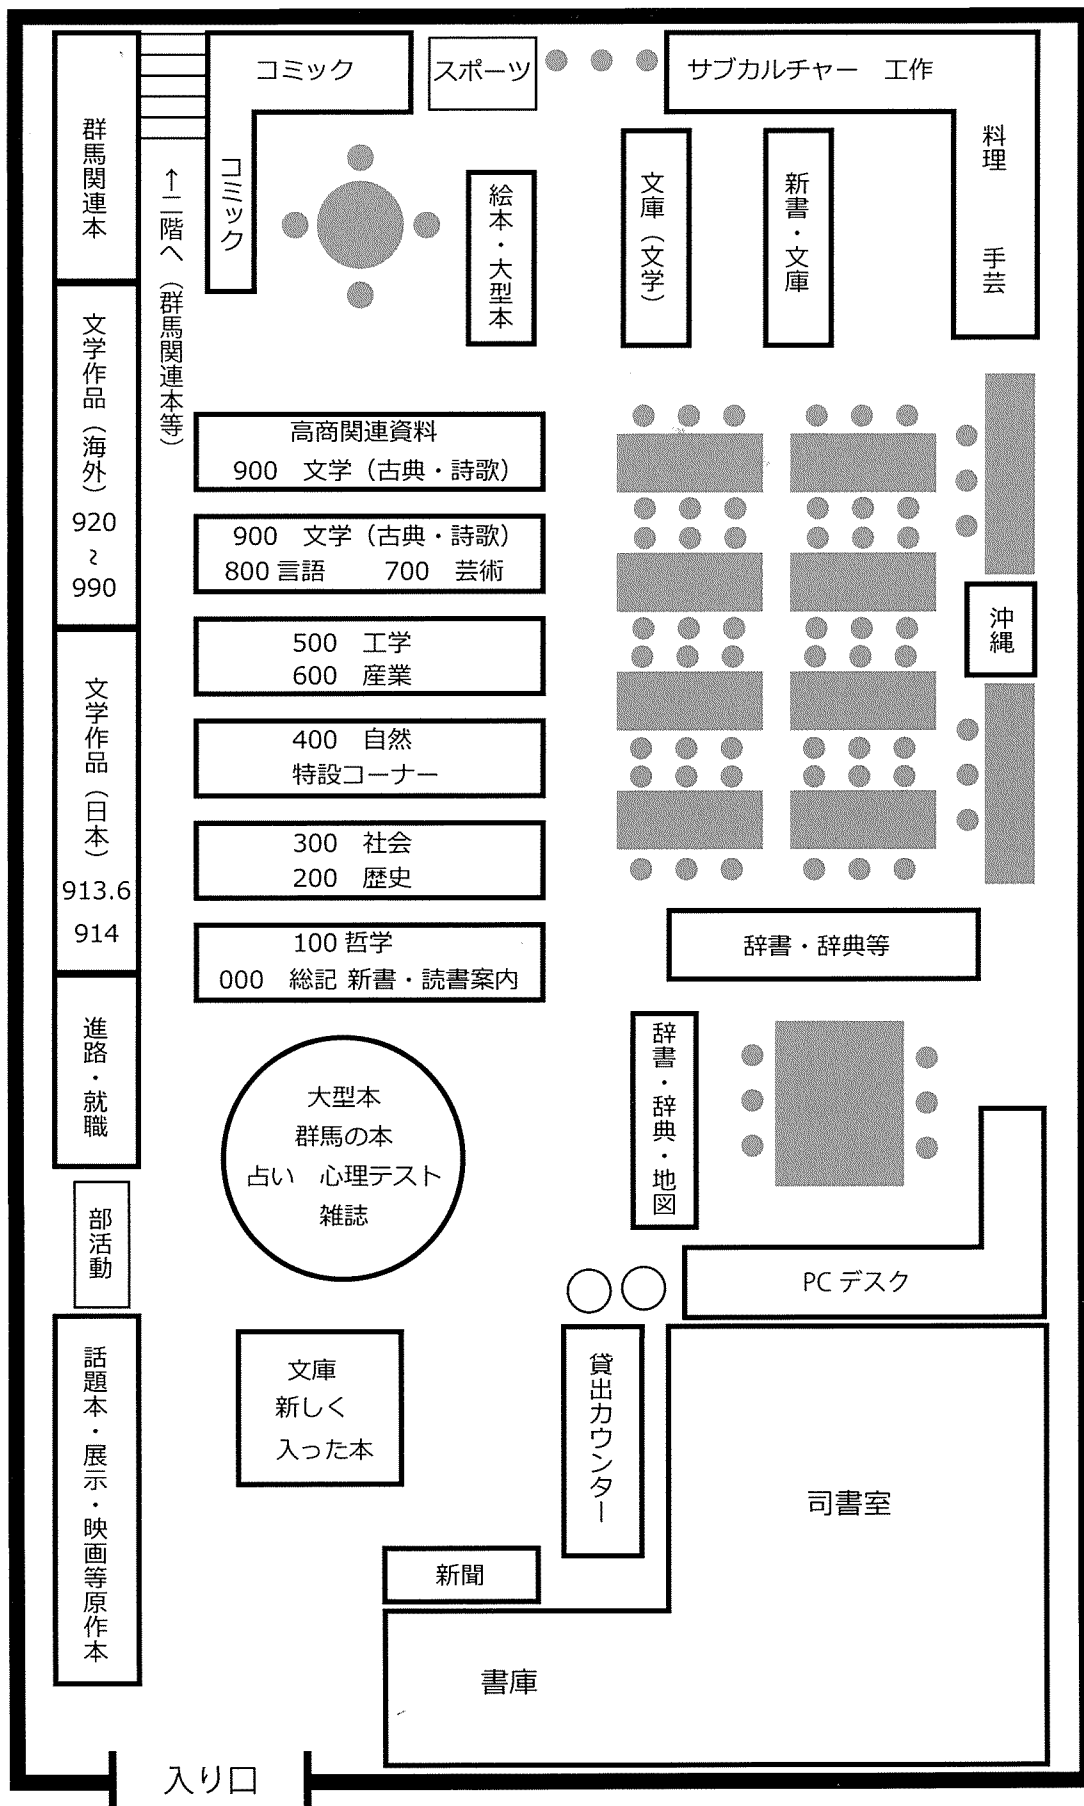 コミック
スポーツ
サブカルチャー 工作
料理 手芸
群馬関連本
↑二階へ(群馬関連本等)
コミック
絵本・大型本
文庫(文学)
新書・文庫
文学作品(海外)920~990
高商関連資料
900 文学(古典・詩歌)
900 文学(古典・詩歌)
800 言語 700 芸術
500 工学
600 産業
沖縄
文学作品(日本)913.6 914
400 自然
特設コーナー
300 社会
200 歴史
100 哲学
000 総記 新書・読書案内
辞書・辞典等
進路・就職
大型本
群馬の本
占い 心理テスト
雑誌
辞書・辞典・地図
部活動
PC デスク
話題本・展示・映画等原作本
文庫
新しく
入った本
貸出カウンター
司書室
新聞
書庫
入り口